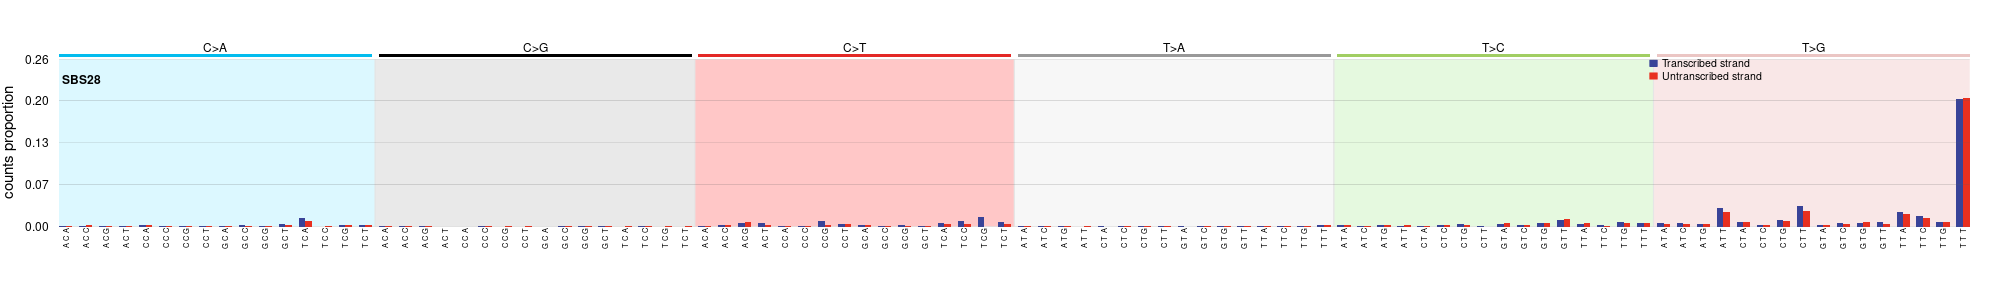 C>A C>G C>T T>A T>C T>G
0.26
0.20
0.13
0.07
0.00
counts proportion
SBS28
Transcribed strand
Untranscribed strand
ACA ACC ACG ACT CCA CCC CCG CCT GCA GCC GCG GCT TCA TCC TCG TCT ACA ACC ACG ACT CCA CCC CCG CCT GCA GCC GCG GCT TCA TCC TCG TCT ACA ACC ACG ACT CCA CCC CCG CCT GCA GCC GCG GCT TCA TCC TCG TCT ATA ATC ATG ATT CTA CTC CTG CTT GTA GTC GTG GTT TTA TTC TTG TTT ATA ATC ATG ATT CTA CTC CTG CTT GTA GTC GTG GTT TTA TTC TTG TTT ATA ATC ATG ATT CTA CTC CTG CTT GTA GTC GTG GTT TTA TTC TTG TTT